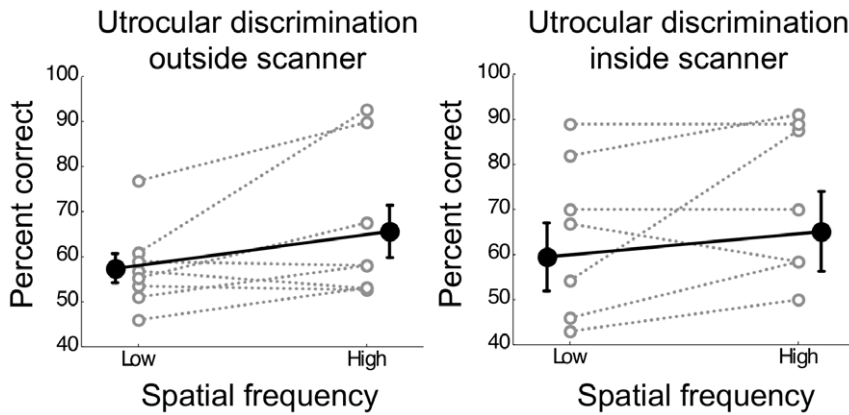 Utrocular discrimination
outside scanner
Percent correct
100
90
80
70
60
50
40
Low
High
Spatial frequency
Utrocular discrimination
inside scanner
Percent correct
100
90
80
70
60
50
40
Low
High
Spatial frequency